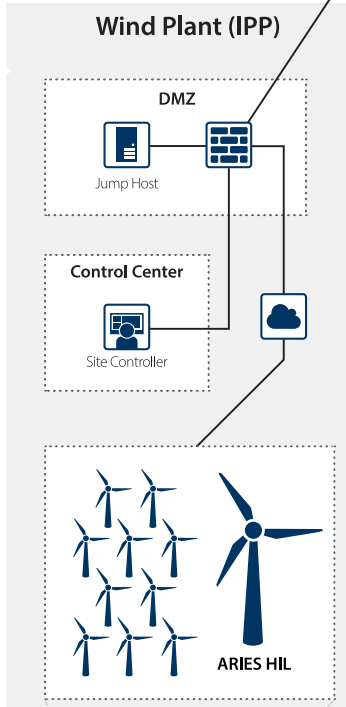 Wind Plant (IPP)
DMZ
Jump Host
Control Center
Site Controller
ARIES HIL